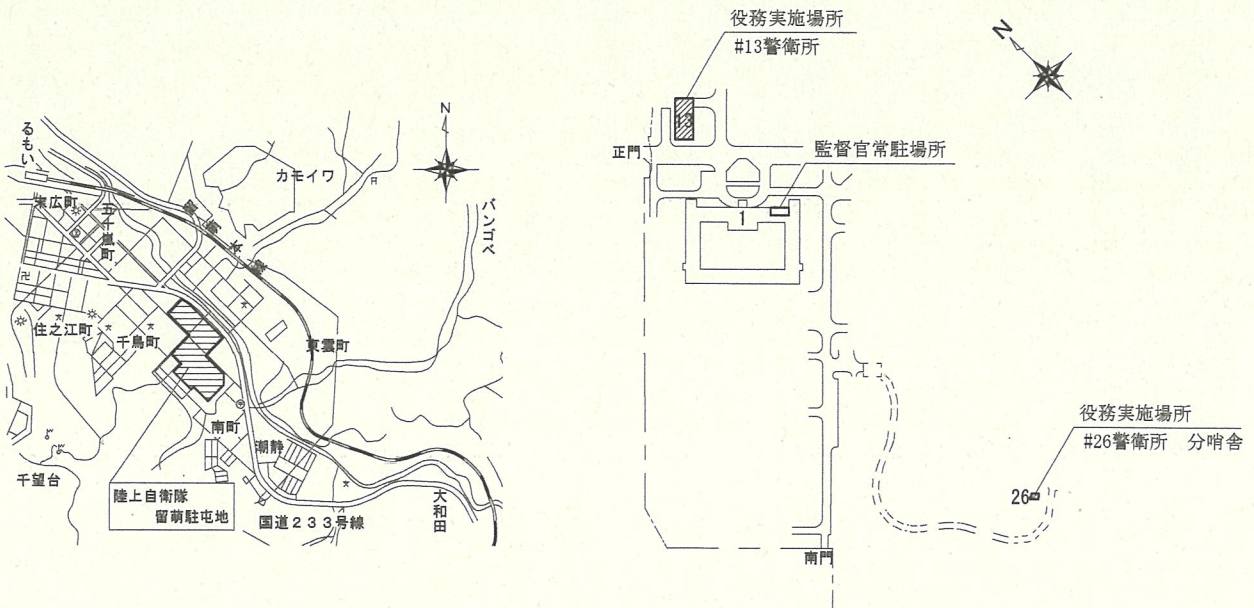 N
るもい
末広町
五十嵐町
カモイワ
バンゴベ
留萌本線
住之江町
千鳥町
東雲町
南町
潮静
千望台
大和田
陸上自衛隊
留萌駐屯地
国道233号線
役務実施場所
#13警衛所
N
13
正門
監督官常駐場所
1
役務実施場所
#26警衛所 分哨舎
26
南門